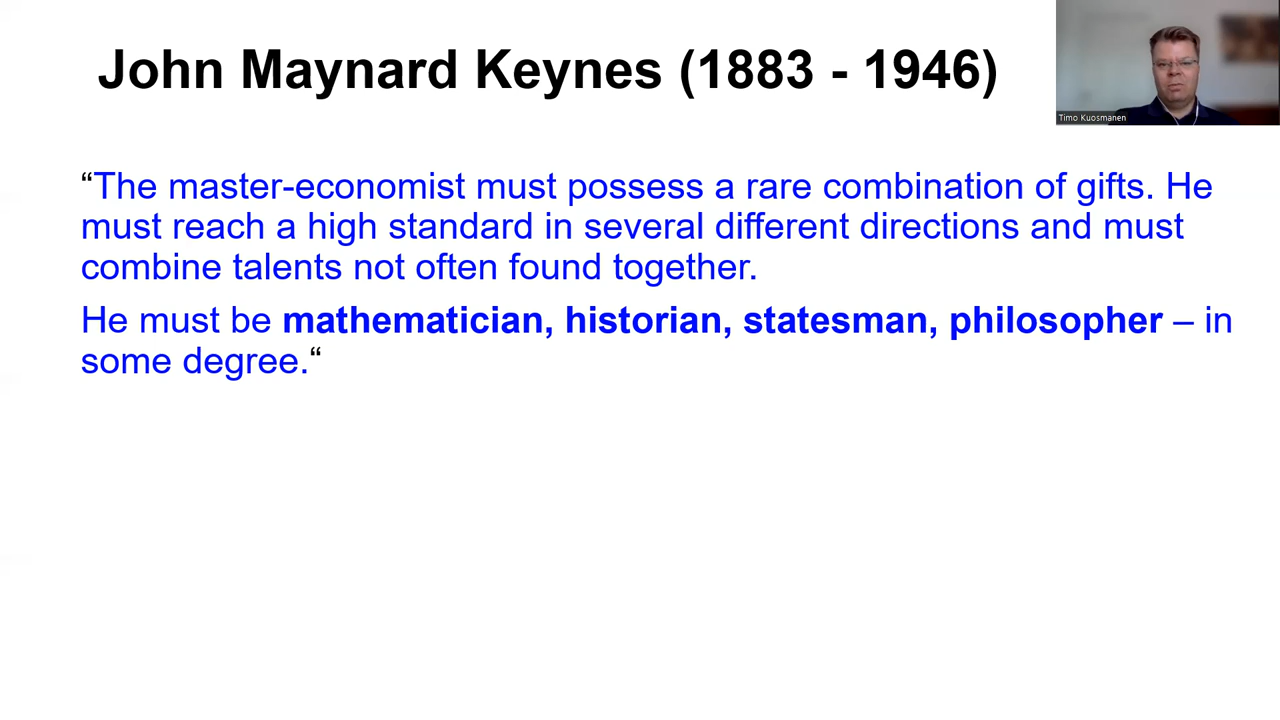 John Maynard Keynes (1883 - 1946)
Timo Kuosmanen
“The master-economist must possess a rare combination of gifts. He
must reach a high standard in several different directions and must
combine talents not often found together.
He must be mathematician, historian, statesman, philosopher – in
some degree.“